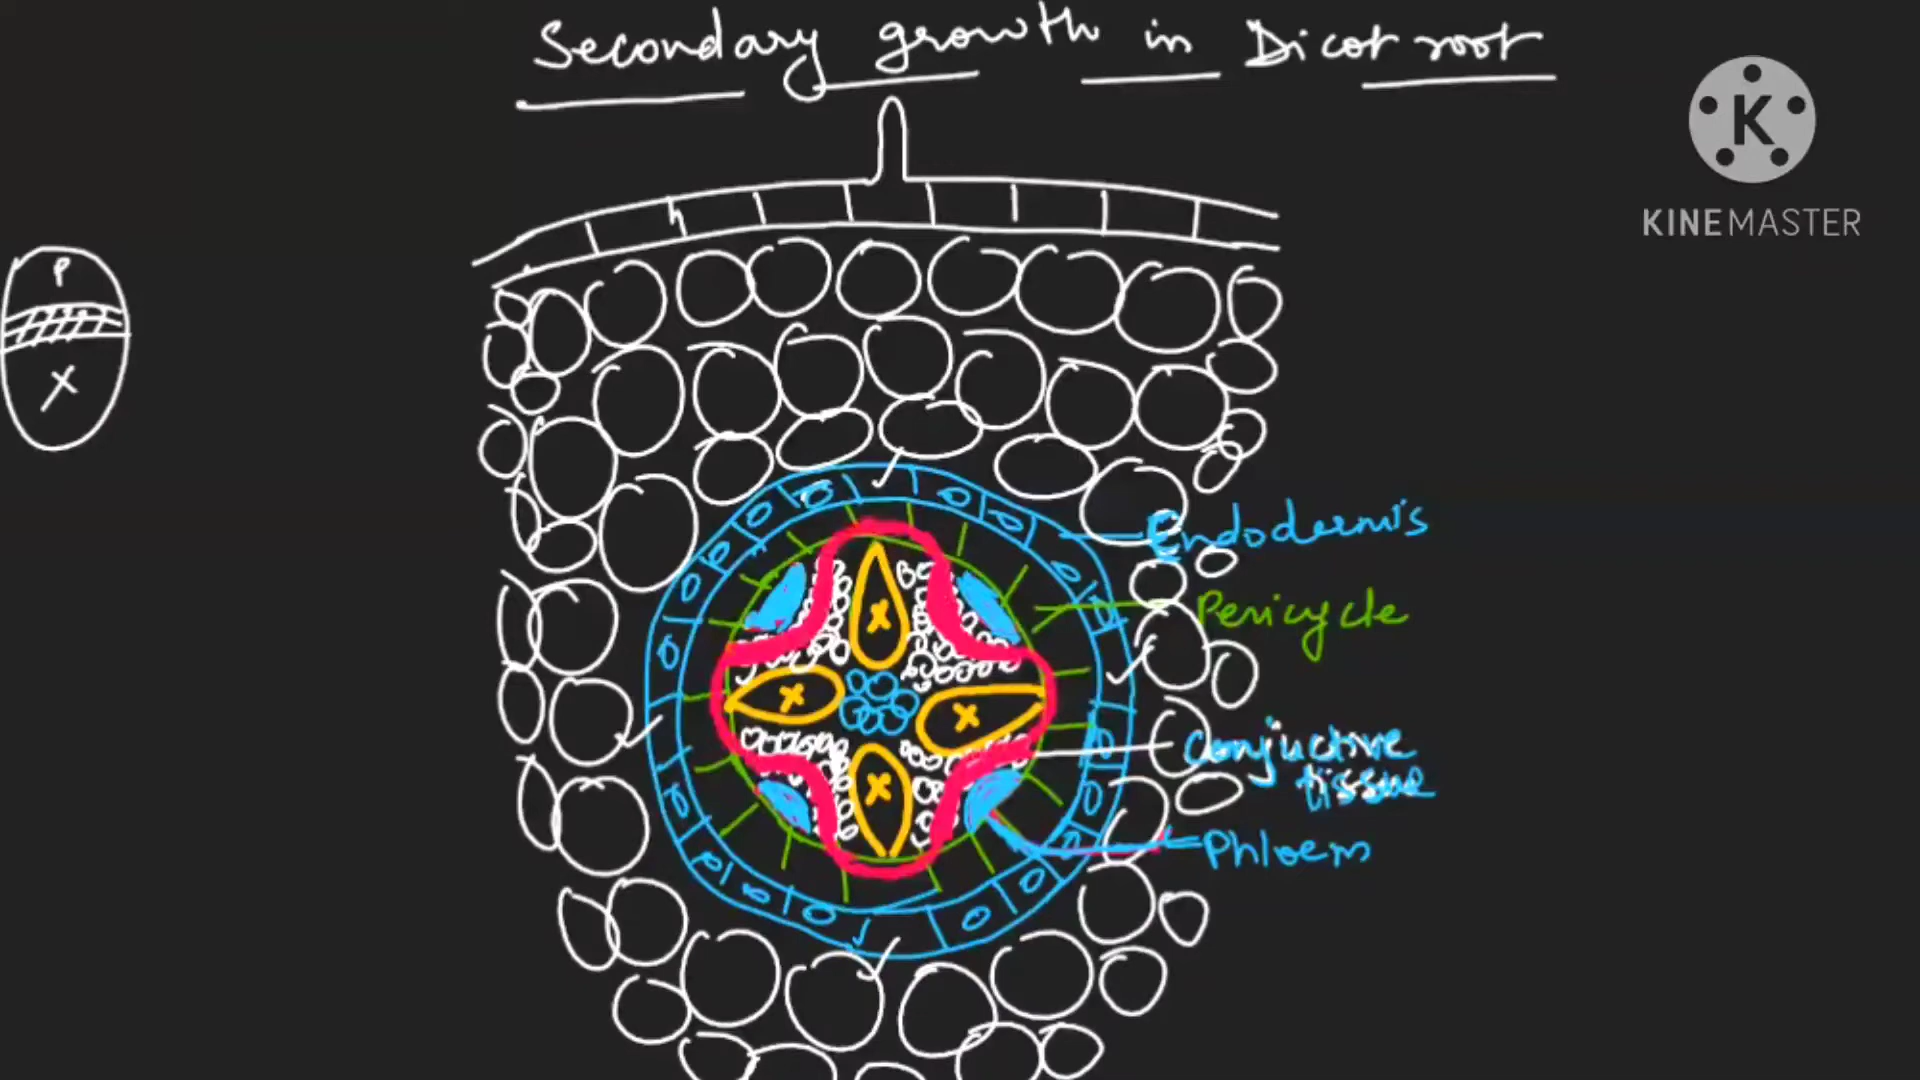 Secondary growth in Dicot root
K
KINEMASTER
P
X
Endodermis
Pericycle
x
x
x
x
Conjuctive
tissue
Phloem